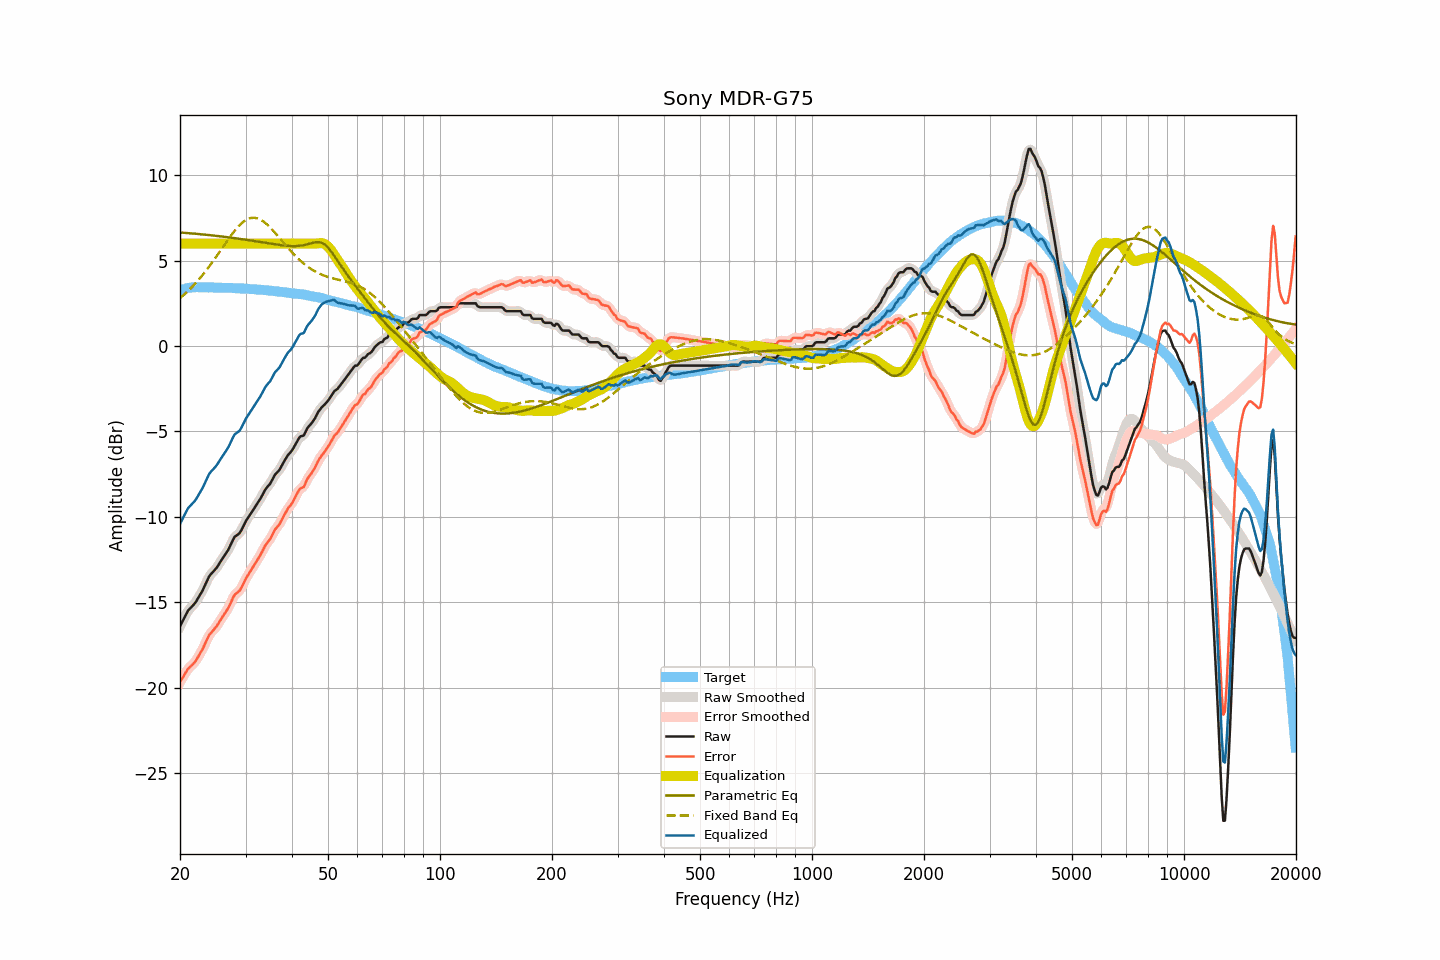 Sony MDR-G75
Amplitude (dBr)
10
5
0
−5
−10
−15
−20
−25
Target
Raw Smoothed
Error Smoothed
Raw
Error
Equalization
Parametric Eq
Fixed Band Eq
Equalized
20 50 100 200 500 1000 2000 5000 10000 20000
Frequency (Hz)